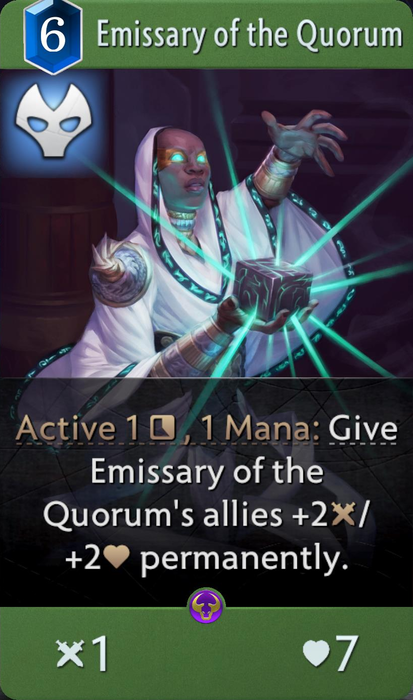 6 Emissary of the Quorum
Active 1, 1 Mana: Give
Emissary of the
Quorum's allies +2/
+2 permanently.
1 7